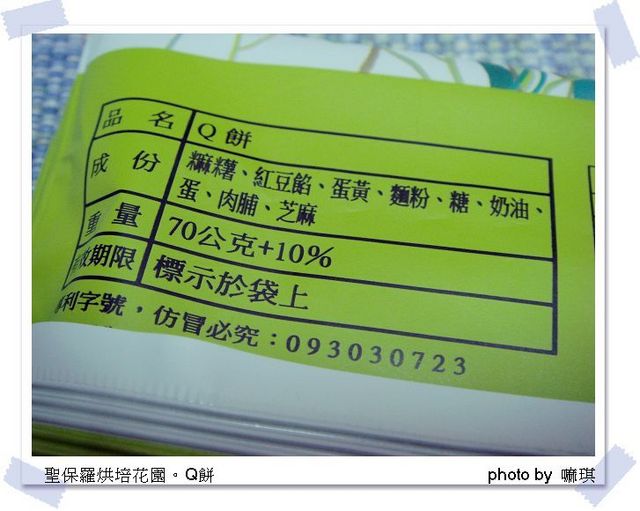 品名 Q餅
成份 糯糬、紅豆餡、蛋黃、麵粉、糖、奶油、
蛋、肉脯、芝麻
重量 70公克+10%
效期限 標示於袋上
利字號，仿冒必究：093030723
聖保羅烘培花園。Q餅
photo by 嘛琪